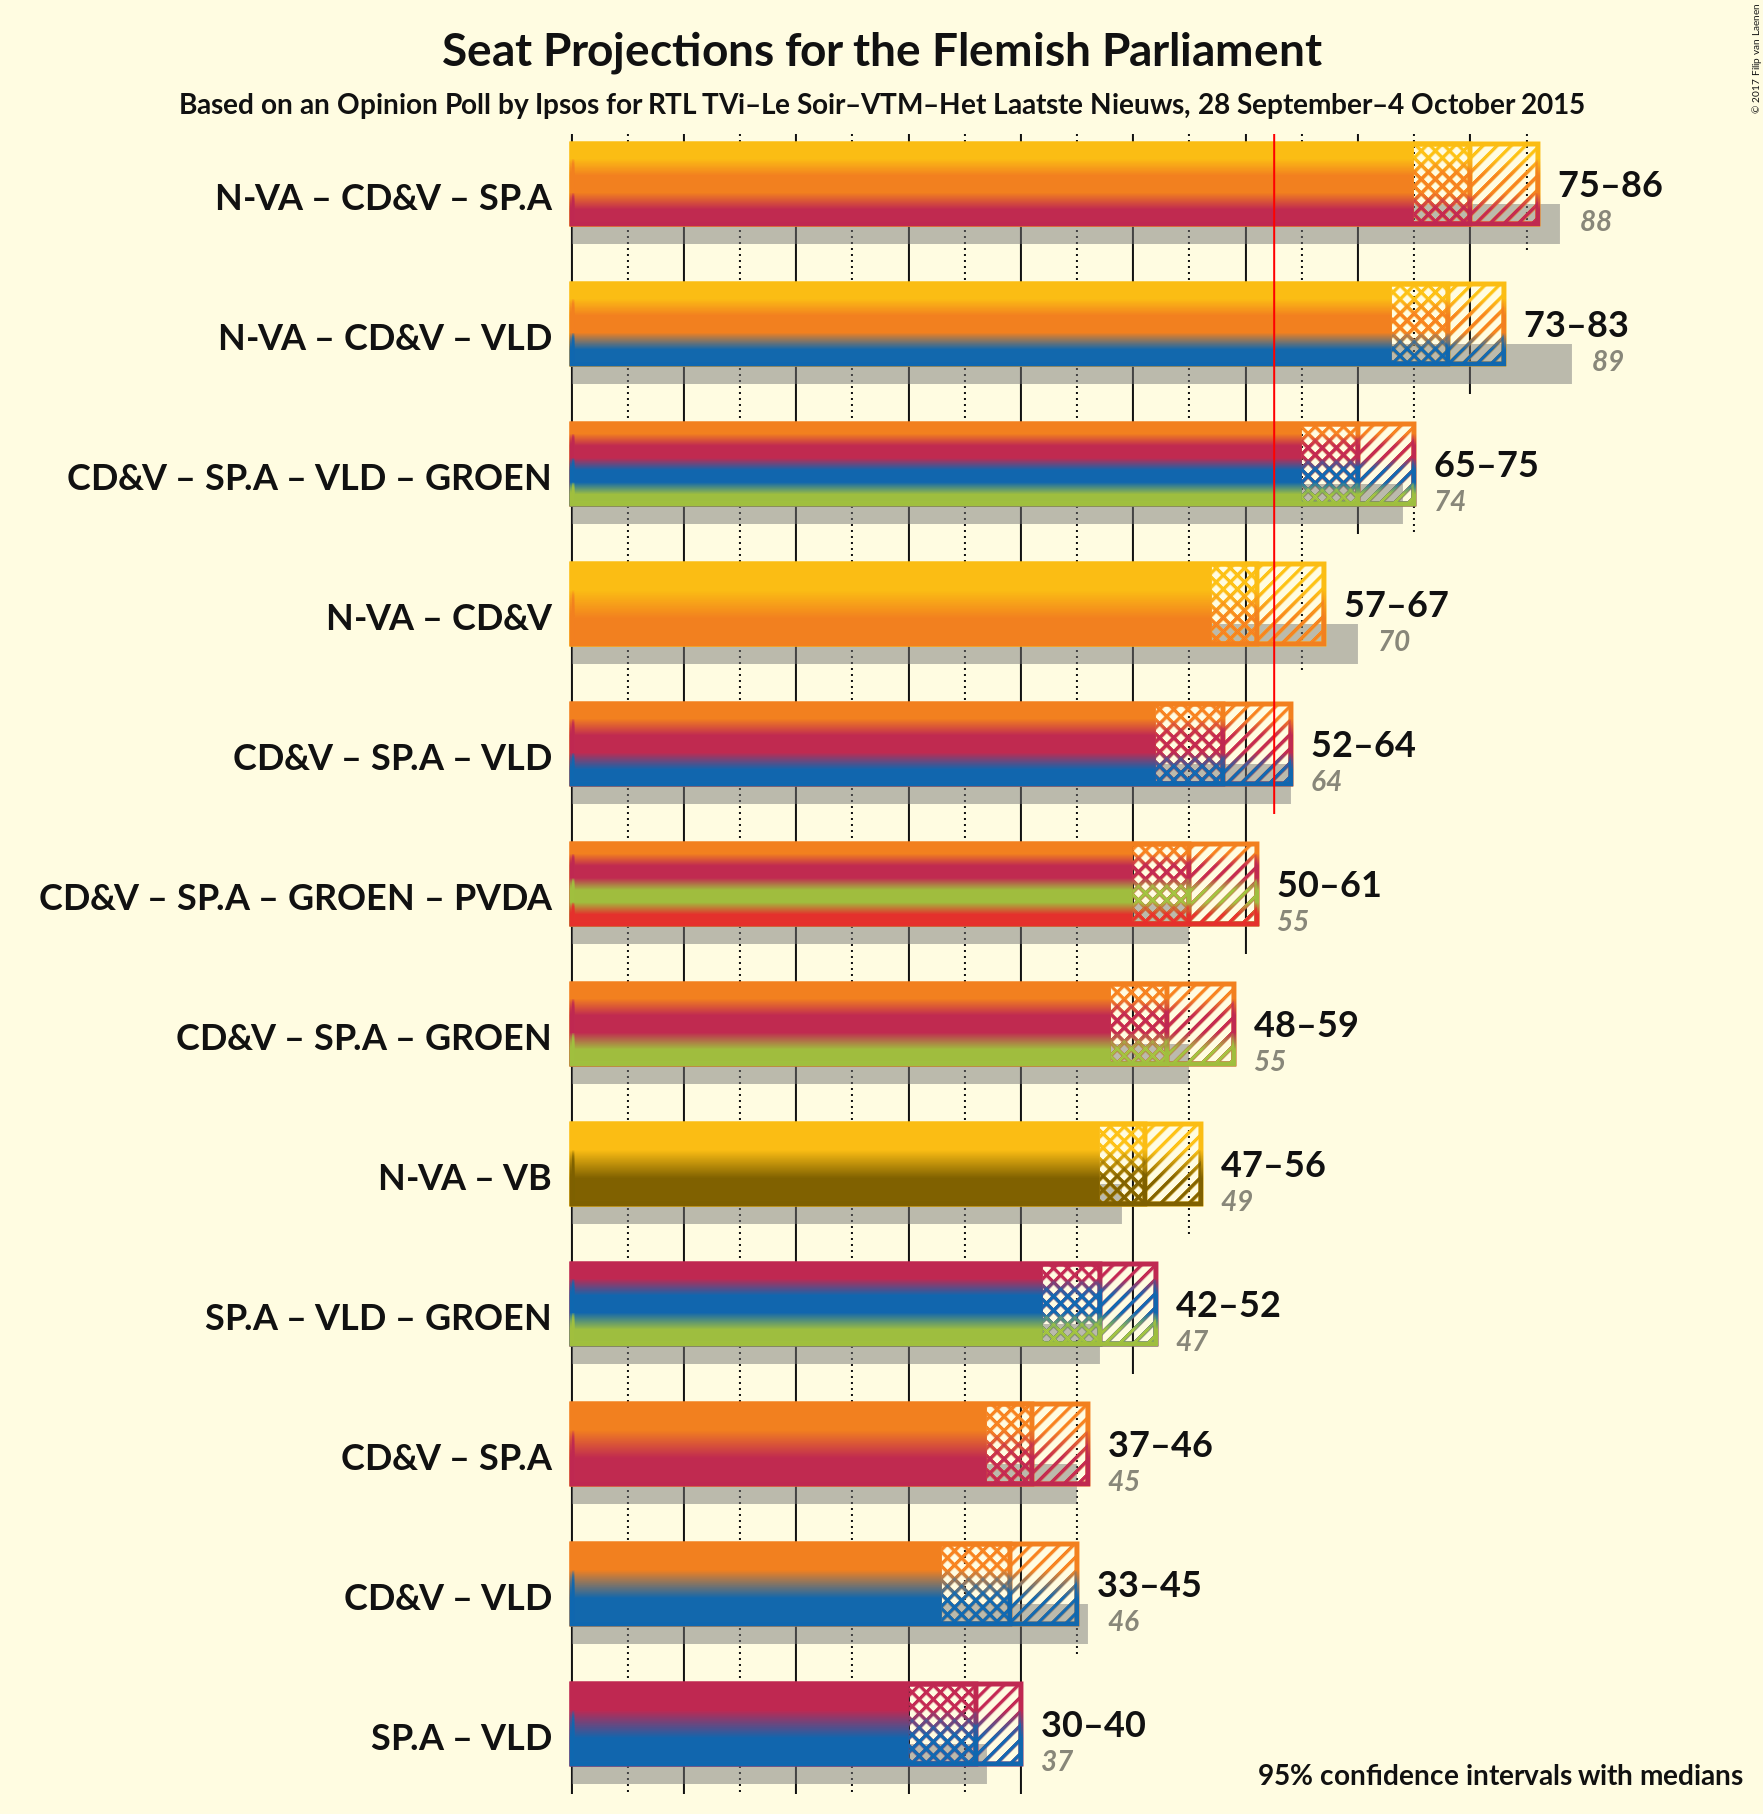 Seat Projections for the Flemish Parliament
Based on an Opinion Poll by Ipsos for RTL TVi–Le Soir–VTM–Het Laatste Nieuws, 28 September–4 October 2015
© 2017 Filip van Laenen
N-VA – CD&V – SP.A
75–86
88
N-VA – CD&V – VLD
73–83
89
CD&V – SP.A – VLD – GROEN
65–75
74
N-VA – CD&V
57–67
70
CD&V – SP.A – VLD
52–64
64
CD&V – SP.A – GROEN – PVDA
50–61
55
CD&V – SP.A – GROEN
48–59
55
N-VA – VB
47–56
49
SP.A – VLD – GROEN
42–52
47
CD&V – SP.A
37–46
45
CD&V – VLD
33–45
46
SP.A – VLD
30–40
37
95% confidence intervals with medians